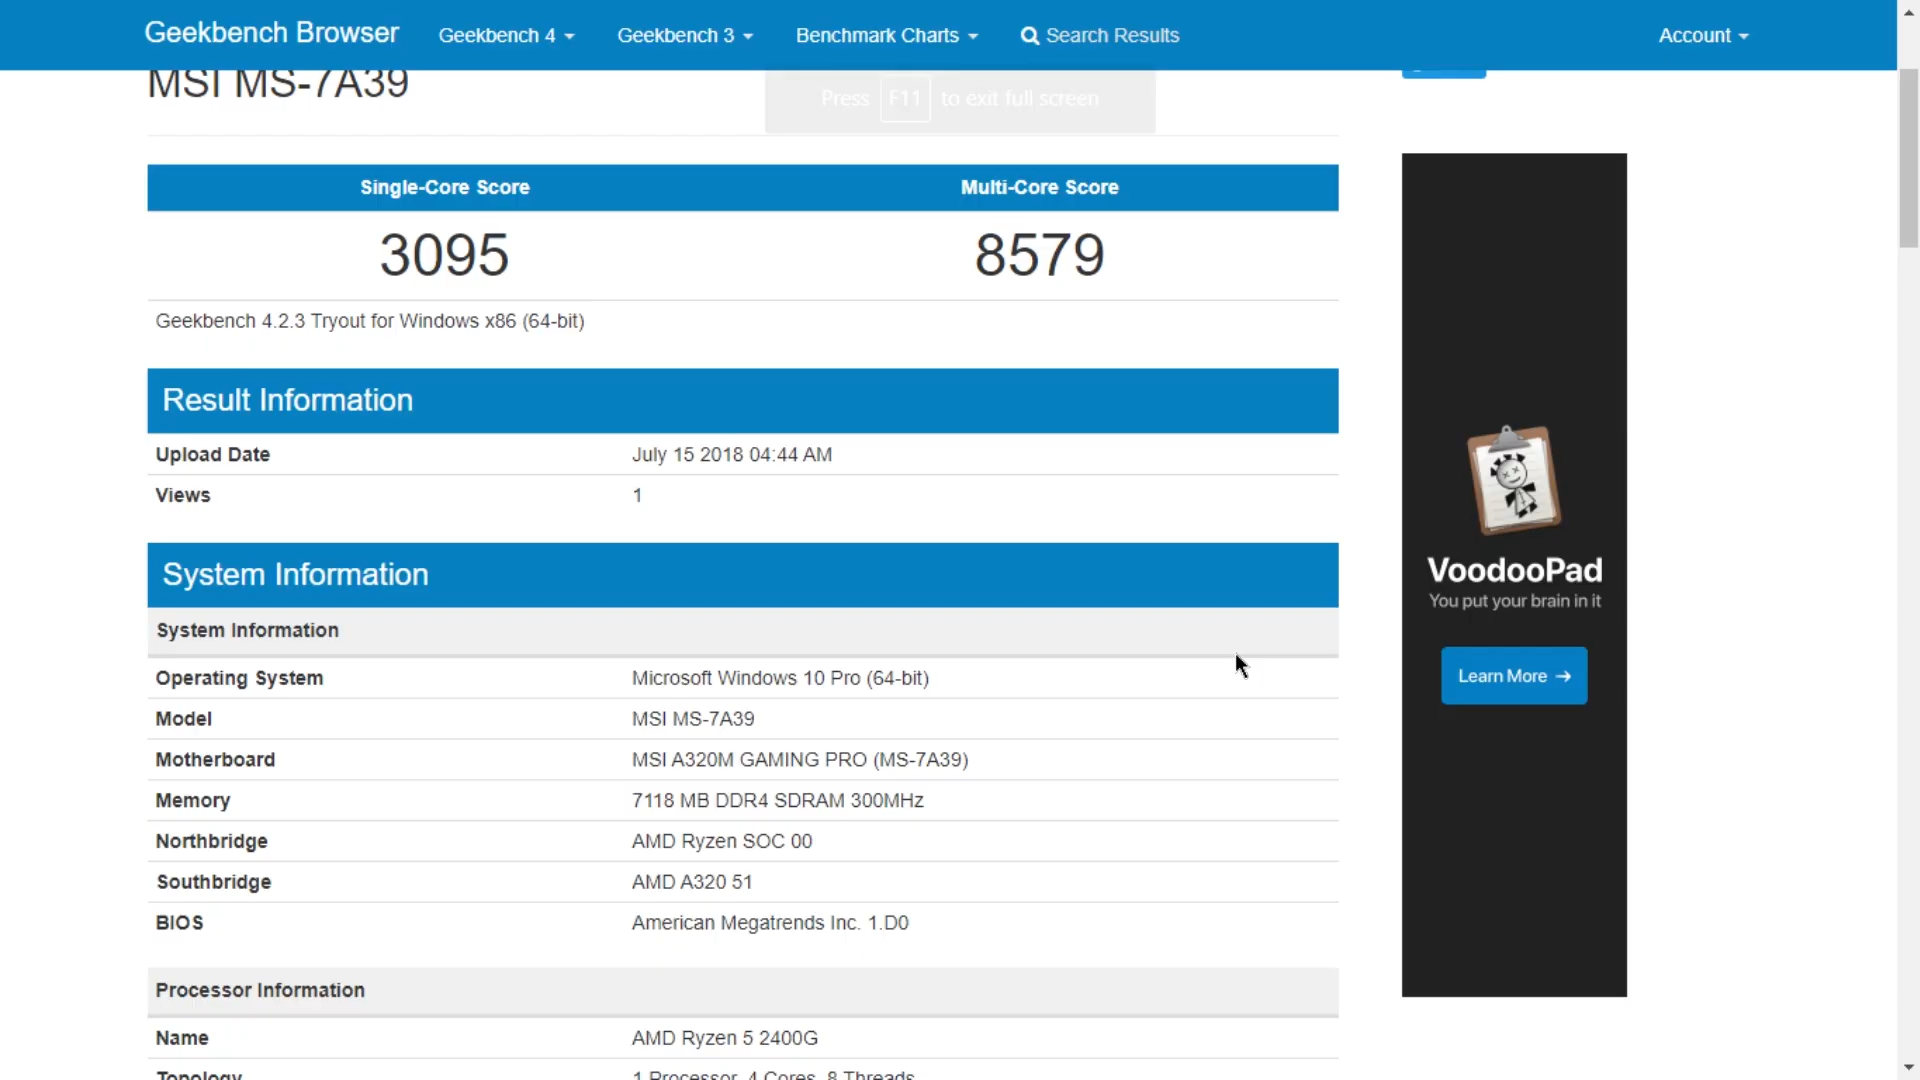 Geekbench Browser Geekbench 4 Geekbench 3 Benchmark Charts Search Results Account
MSI MS-7A39
Press F11 to exit full screen
Single-Core Score Multi-Core Score
3095 8579
Geekbench 4.2.3 Tryout for Windows x86 (64-bit)
Result Information
Upload Date July 15 2018 04:44 AM
Views 1
System Information
System Information
Operating System Microsoft Windows 10 Pro (64-bit)
Model MSI MS-7A39
Motherboard MSI A320M GAMING PRO (MS-7A39)
Memory 7118 MB DDR4 SDRAM 300MHz
Northbridge AMD Ryzen SOC 00
Southbridge AMD A320 51
BIOS American Megatrends Inc. 1.D0
Processor Information
Name AMD Ryzen 5 2400G
Topology 1 Processor, 4 Cores, 8 Threads
VoodooPad
You put your brain in it
Learn More →